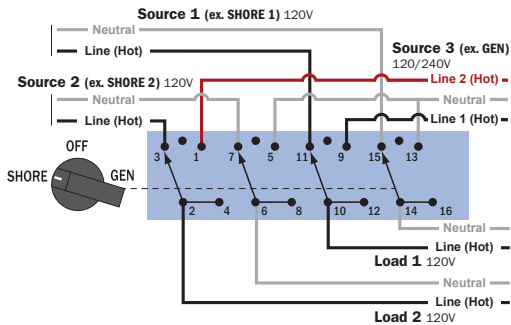 Source 1 (ex. SHORE 1) 120V
Neutral
Line (Hot)
Source 3 (ex. GEN)
120/240V
Line 2 (Hot)
Source 2 (ex. SHORE 2) 120V
Neutral
Neutral
Line (Hot)
Line 1 (Hot)
3 1 7 5 11 9 15 13
OFF
SHORE
GEN
2 4 6 8 10 12 14 16
Neutral
Line (Hot)
Load 1 120V
Neutral
Line (Hot)
Load 2 120V